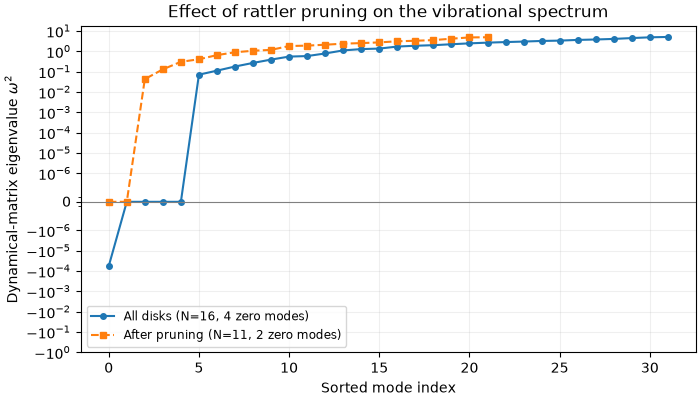 Effect of rattler pruning on the vibrational spectrum
Dynamical-matrix eigenvalue ω²
10¹
10⁰
10⁻¹
10⁻²
10⁻³
10⁻⁴
10⁻⁵
10⁻⁶
0
−10⁻⁶
−10⁻⁵
−10⁻⁴
−10⁻³
−10⁻²
−10⁻¹
−10⁰
All disks (N=16, 4 zero modes)
After pruning (N=11, 2 zero modes)
0 5 10 15 20 25 30
Sorted mode index